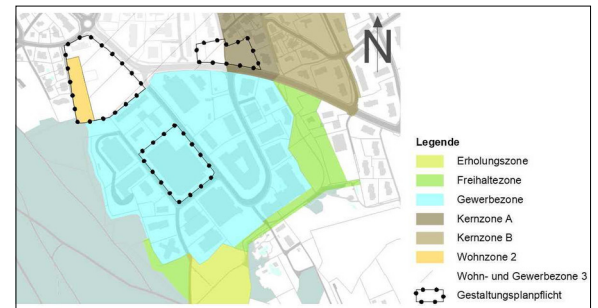 N
Legende
Erholungszone
Freihaltezone
Gewerbezone
Kernzone A
Kernzone B
Wohnzone 2
Wohn- und Gewerbezone 3
Gestaltungsplanpflicht